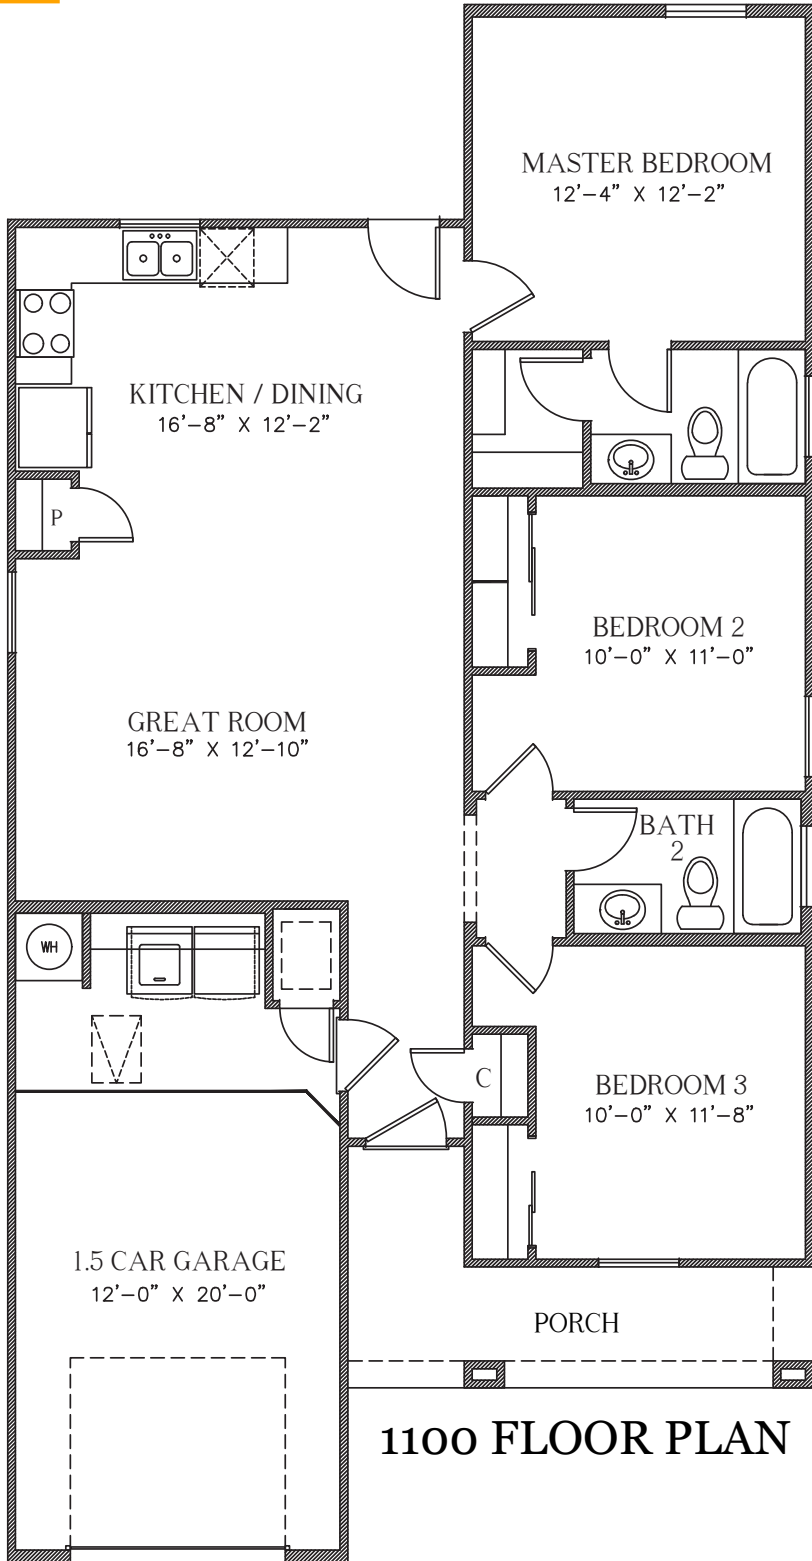 MASTER BEDROOM
12'-4" X 12'-2"
KITCHEN / DINING
16'-8" X 12'-2"
P
BEDROOM 2
10'-0" X 11'-0"
GREAT ROOM
16'-8" X 12'-10"
BATH
2
WH
C
BEDROOM 3
10'-0" X 11'-8"
1.5 CAR GARAGE
12'-0" X 20'-0"
PORCH
1100 FLOOR PLAN